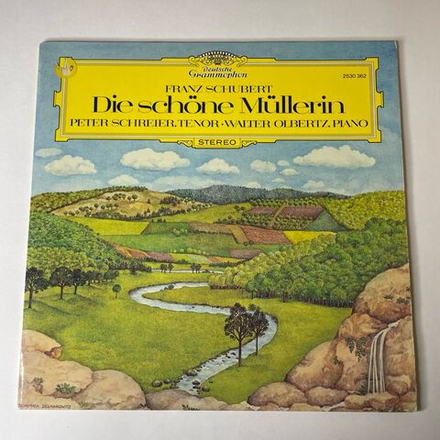 Deutsche
Grammophon
2530 362
FRANZ SCHUBERT
Die schöne Müllerin
PETER SCHREIER, TENOR · WALTER OLBERTZ, PIANO
STEREO